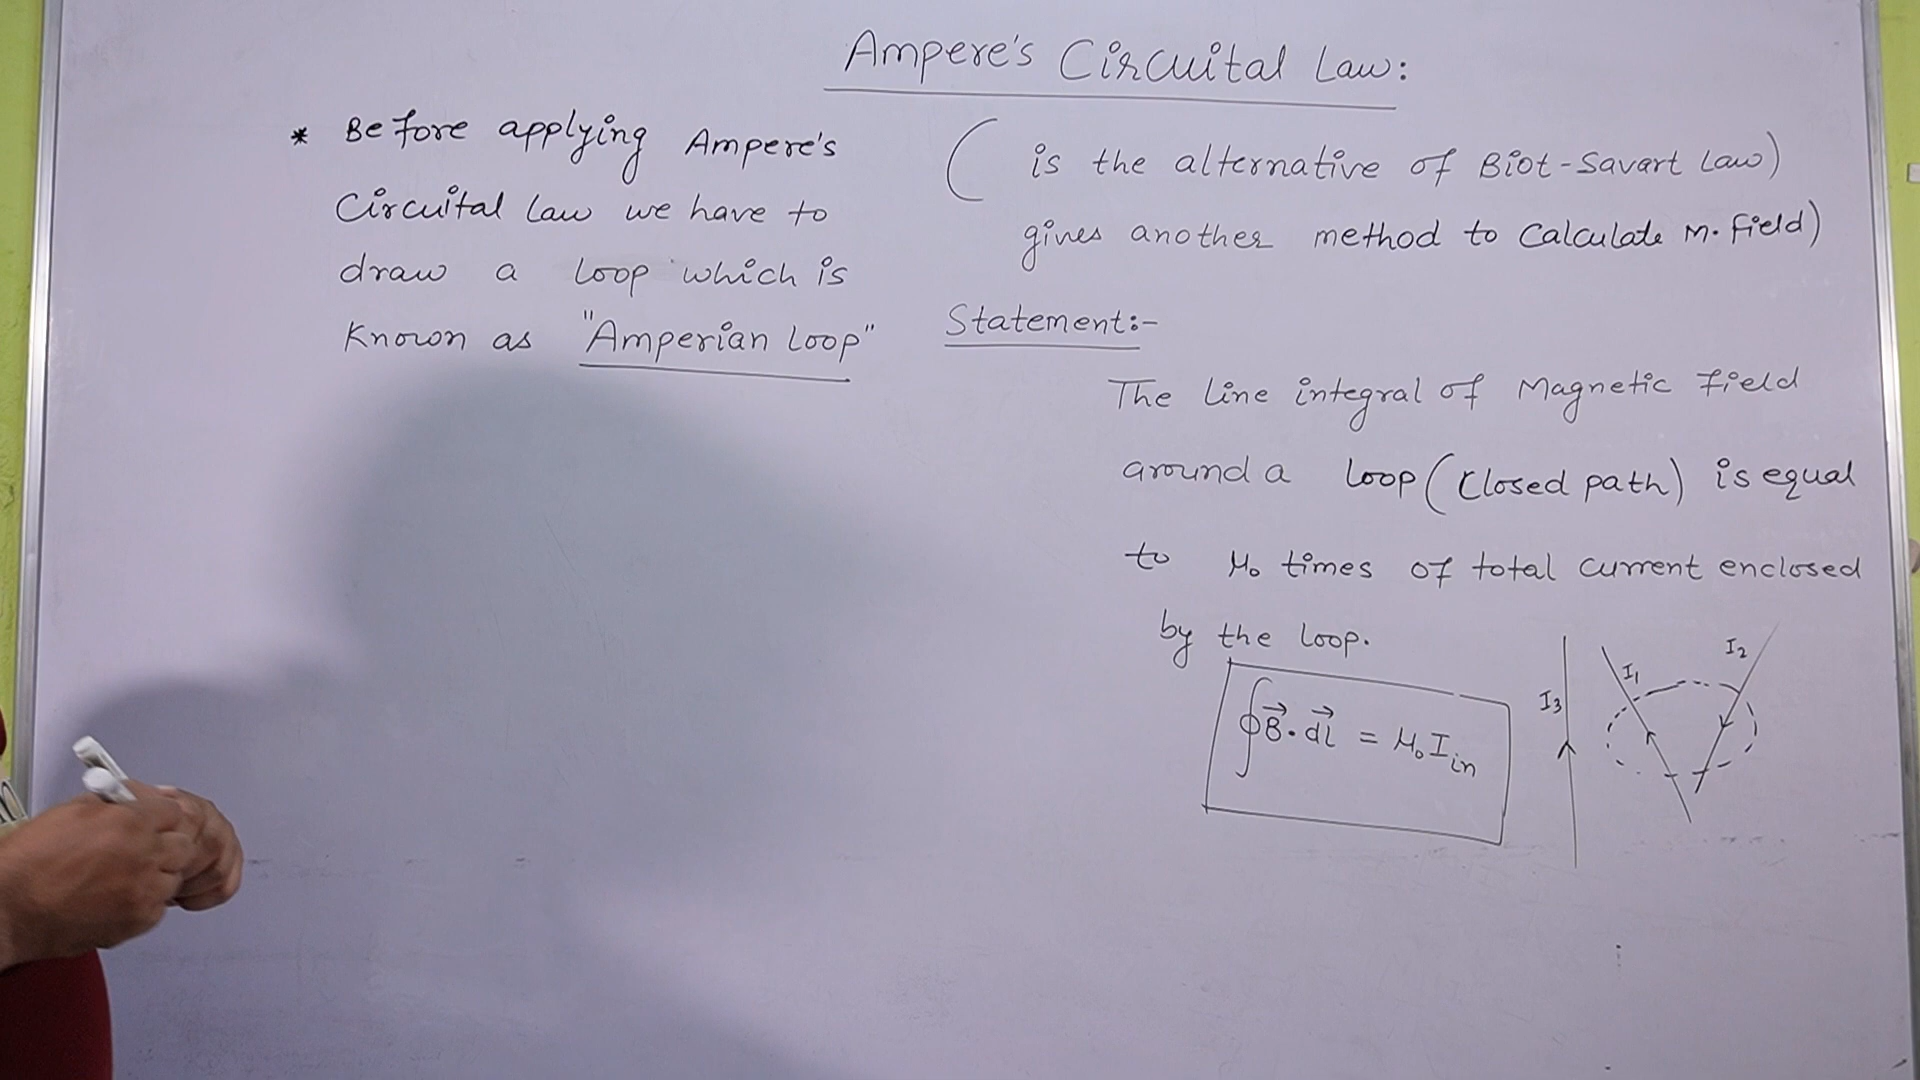 Ampere's Circuital Law:
* Before applying Ampere's
Circuital Law we have to
draw a Loop which is
Known as "Amperian Loop"
( is the alternative of Biot-Savart Law)
gives another method to Calculate M. Field)
Statement:-
The Line integral of Magnetic Field
around a Loop (Closed path) is equal
to μ₀ times of total current enclosed
by the Loop.
∮B⃗·dl⃗ = μ₀I_in
I₃
I₁
I₂